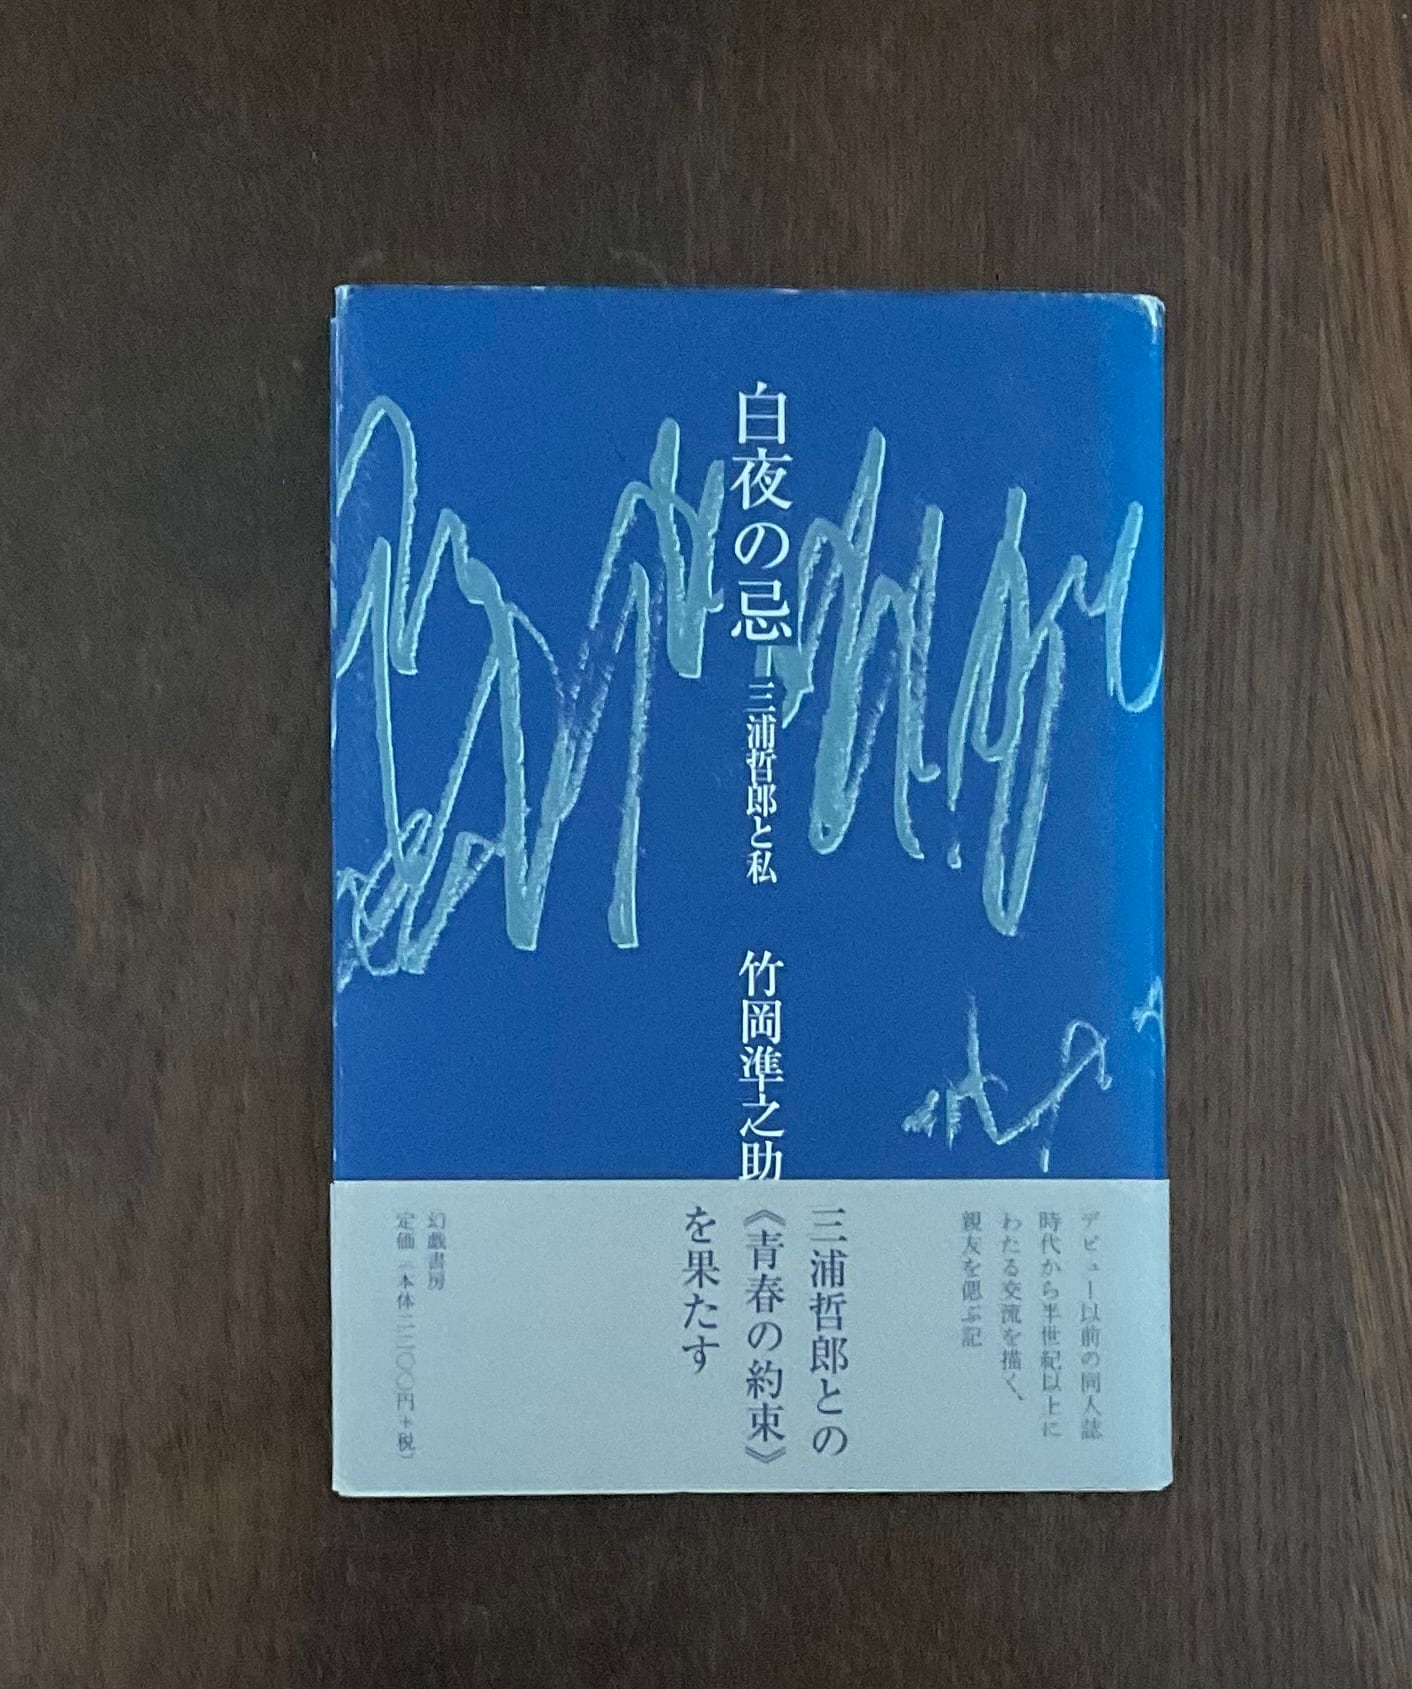 白夜の忌―三浦哲郎と私
竹岡準之助
デビュー以前の同人誌
時代から半世紀以上に
わたる交流を描く、
親友を偲ぶ記
三浦哲郎との
《青春の約束》
を果たす
幻戯書房
定価（本体二二〇〇円＋税）